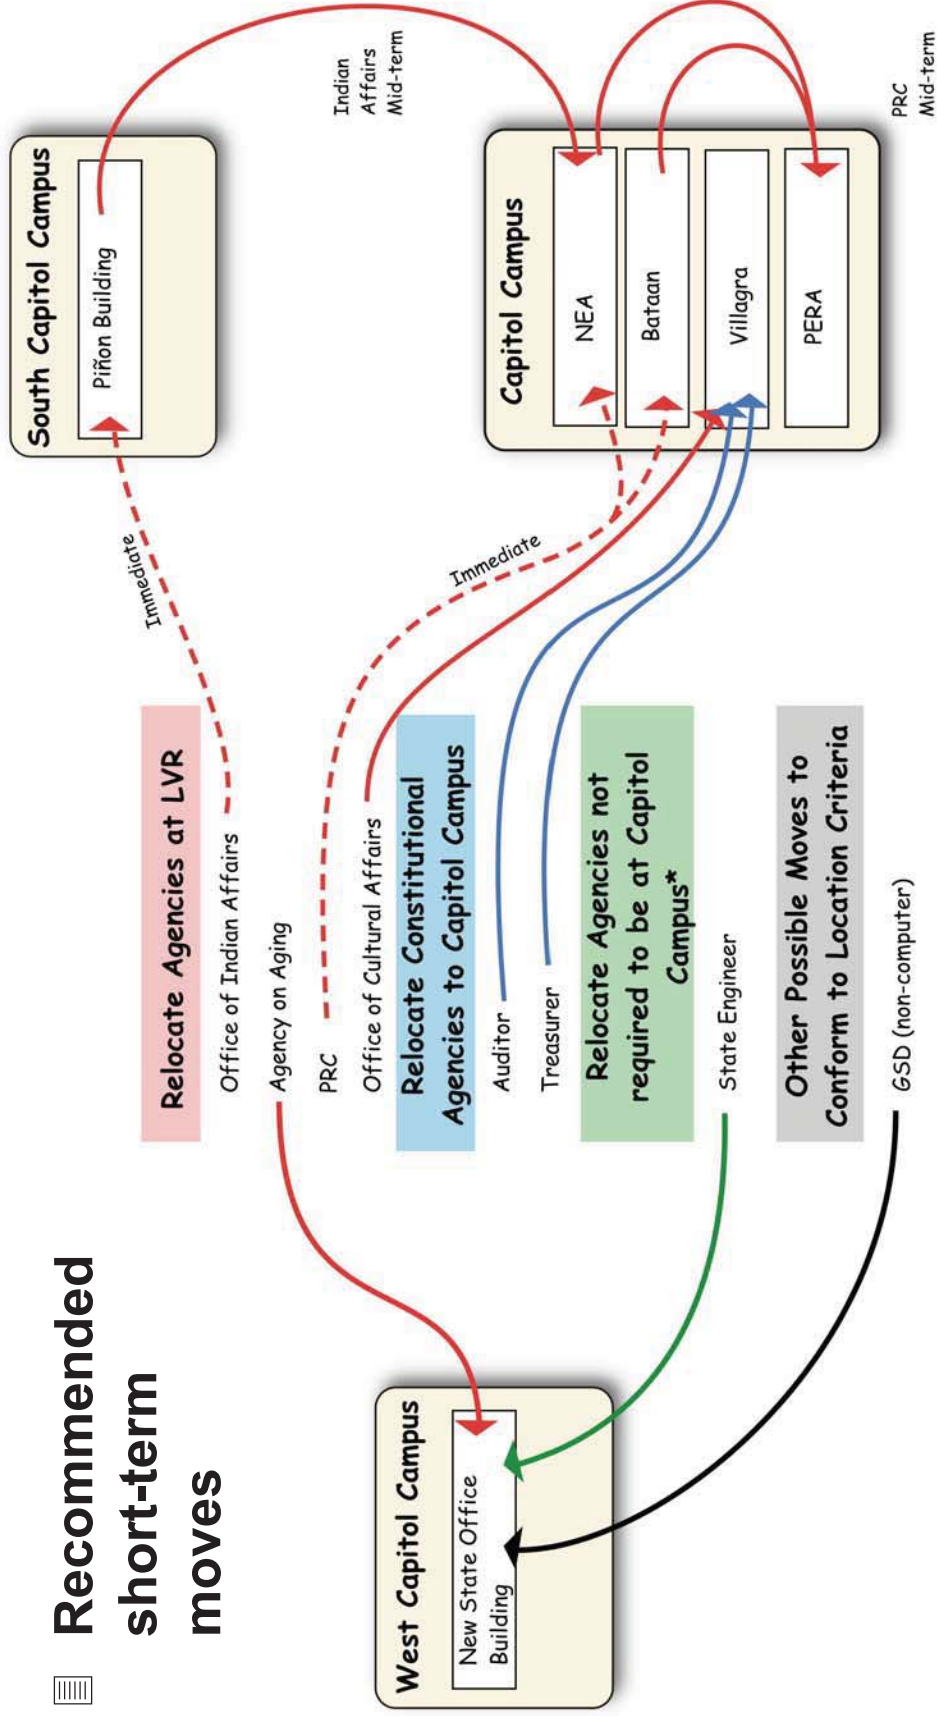 Recommended
short-term
moves
West Capitol Campus
New State Office
Building
Relocate Agencies at LVR
Office of Indian Affairs
Agency on Aging
PRC
Office of Cultural Affairs
Relocate Constitutional
Agencies to Capitol Campus
Auditor
Treasurer
Relocate Agencies not
required to be at Capitol
Campus*
State Engineer
Other Possible Moves to
Conform to Location Criteria
GSD (non-computer)
Immediate
Immediate
South Capitol Campus
Piñon Building
Indian
Affairs
Mid-term
Capitol Campus
NEA
Bataan
Villagra
PERA
PRC
Mid-term